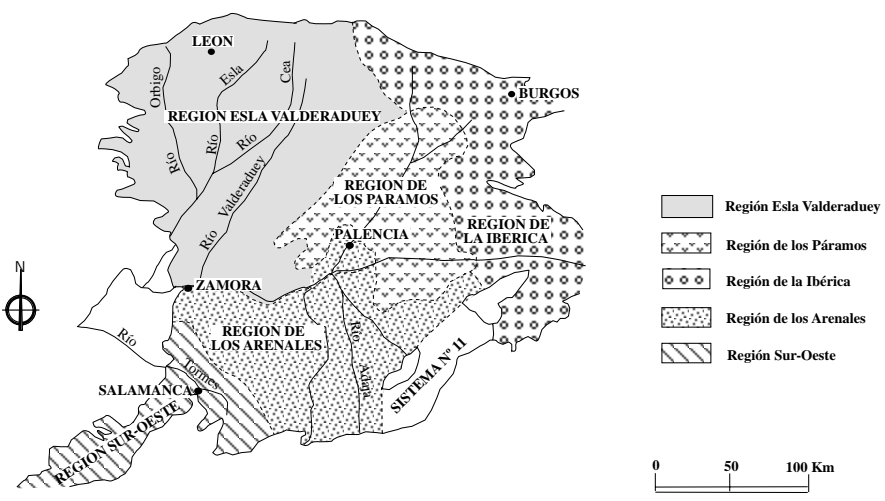 LEON
Orbigo
Esla
Cea
BURGOS
REGION ESLA VALDERADUEY
Río
Río
Río
Río Valderaduey
REGION DE
LOS PARAMOS
PALENCIA
REGION DE
LA IBERICA
N
ZAMORA
REGION DE
LOS ARENALES
Río
Tormes
Río
Adaja
SISTEMA Nº 11
SALAMANCA
REGION SUR-OESTE
Región Esla Valderaduey
Región de los Páramos
Región de la Ibérica
Región de los Arenales
Región Sur-Oeste
0 50 100 Km